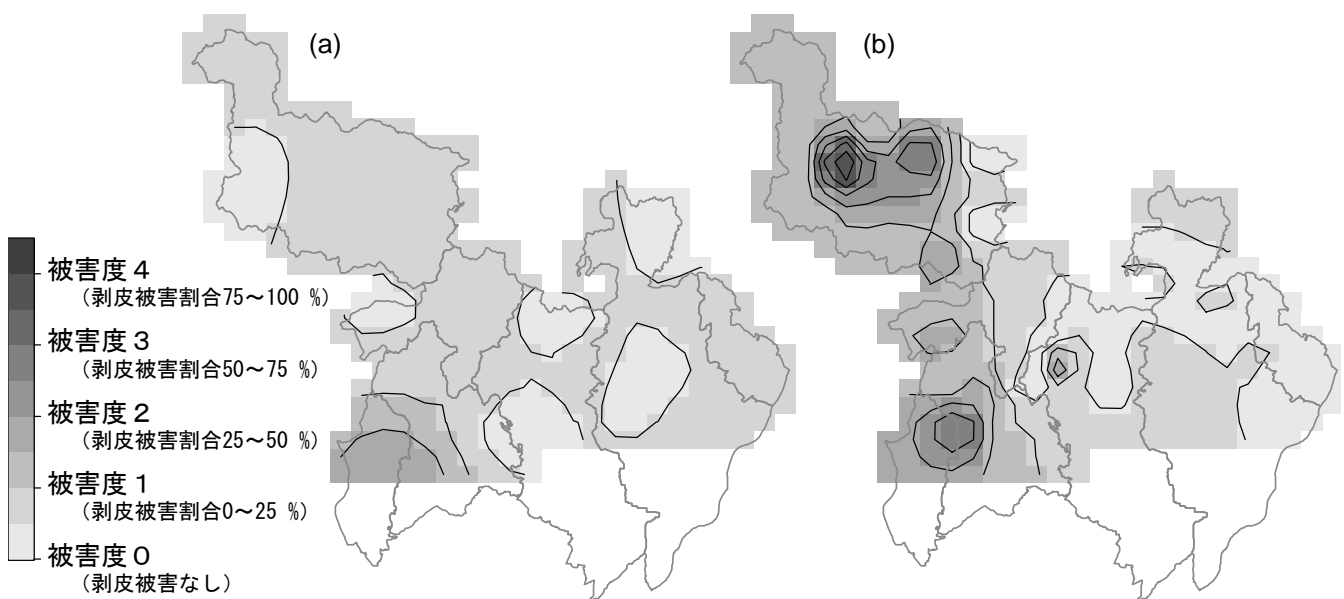 (a)
(b)
被害度４
（剥皮被害割合75～100 %）
被害度３
（剥皮被害割合50～75 %）
被害度２
（剥皮被害割合25～50 %）
被害度１
（剥皮被害割合0～25 %）
被害度０
（剥皮被害なし）